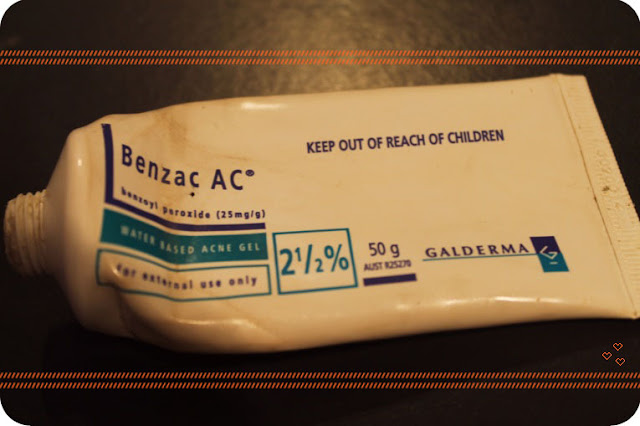 KEEP OUT OF REACH OF CHILDREN
Benzac AC®
benzoyl peroxide (25mg/g)
WATER BASED ACNE GEL
for external use only
2½%
50 g
AUST R25270
GALDERMA